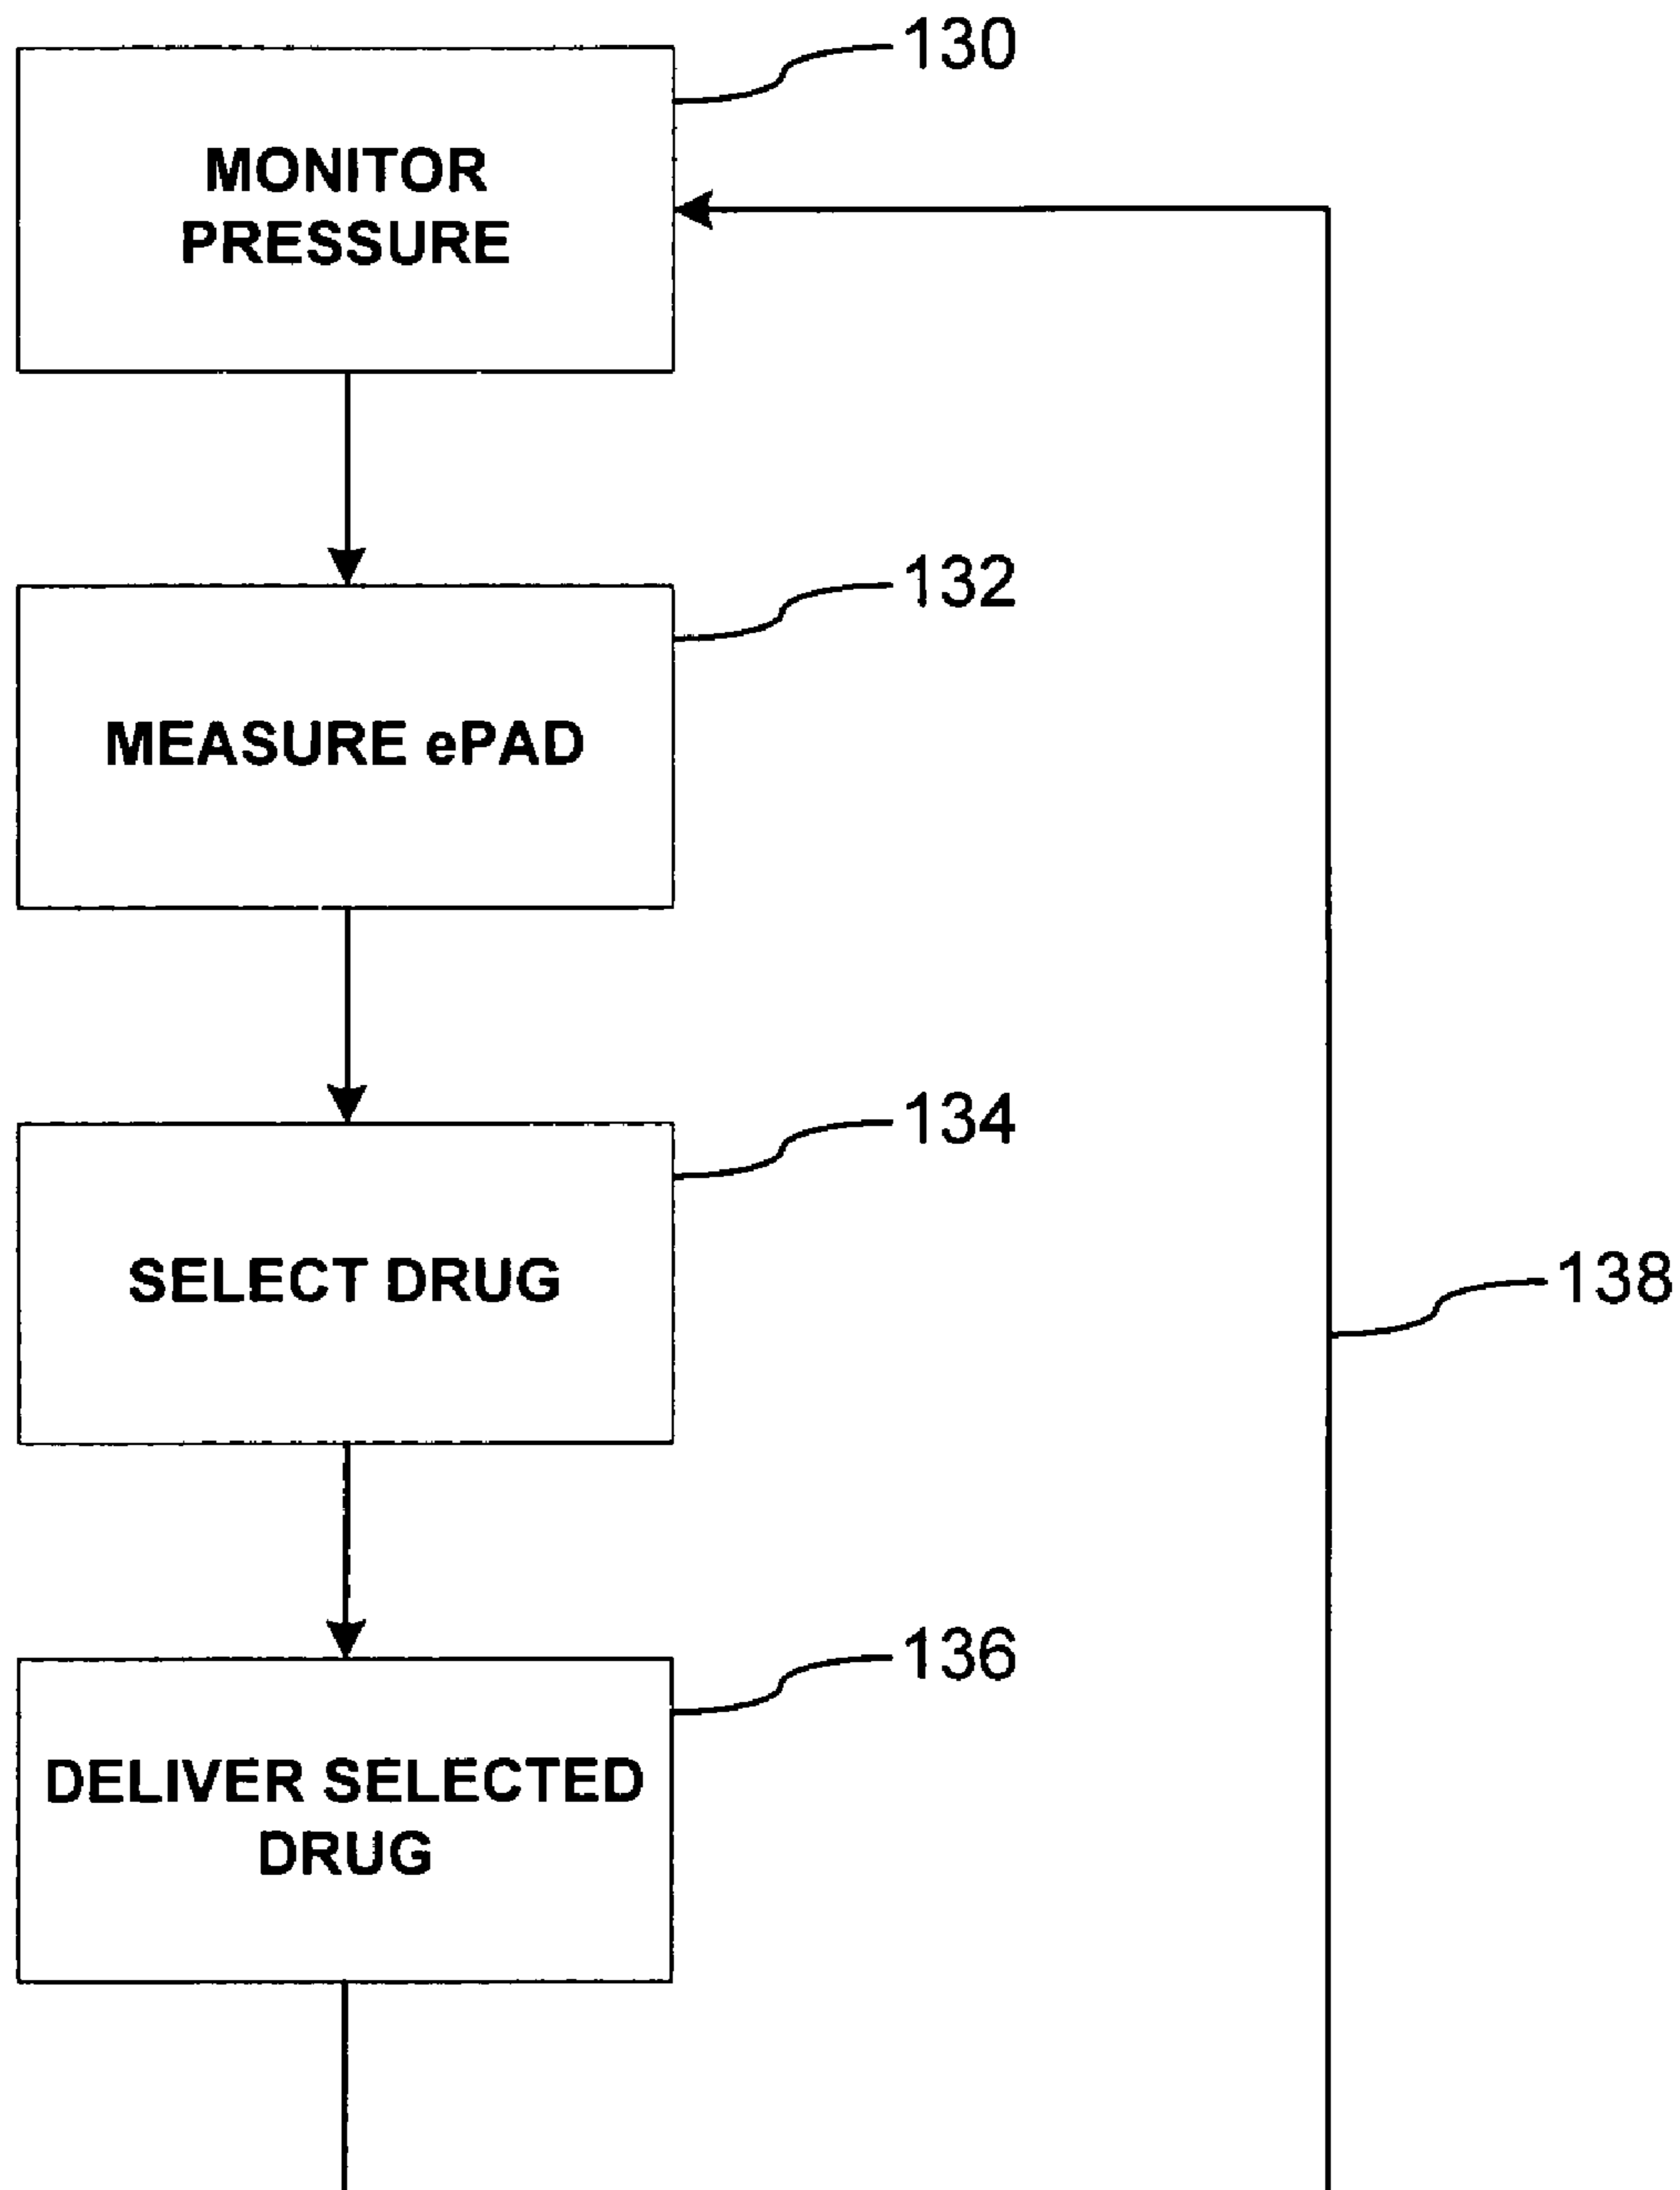 130
MONITOR
PRESSURE
132
MEASURE ePAD
134
SELECT DRUG
138
136
DELIVER SELECTED
DRUG